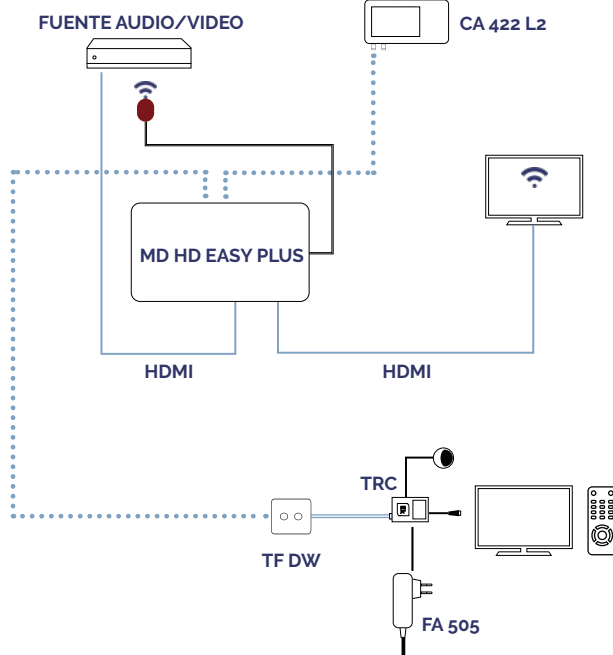 FUENTE AUDIO/VIDEO
CA 422 L2
MD HD EASY PLUS
HDMI
HDMI
TRC
TF DW
FA 505